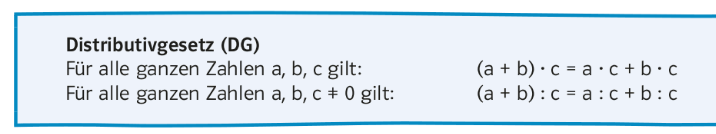 Distributivgesetz (DG)
Für alle ganzen Zahlen a, b, c gilt: (a + b) · c = a · c + b · c
Für alle ganzen Zahlen a, b, c ≠ 0 gilt: (a + b) : c = a : c + b : c